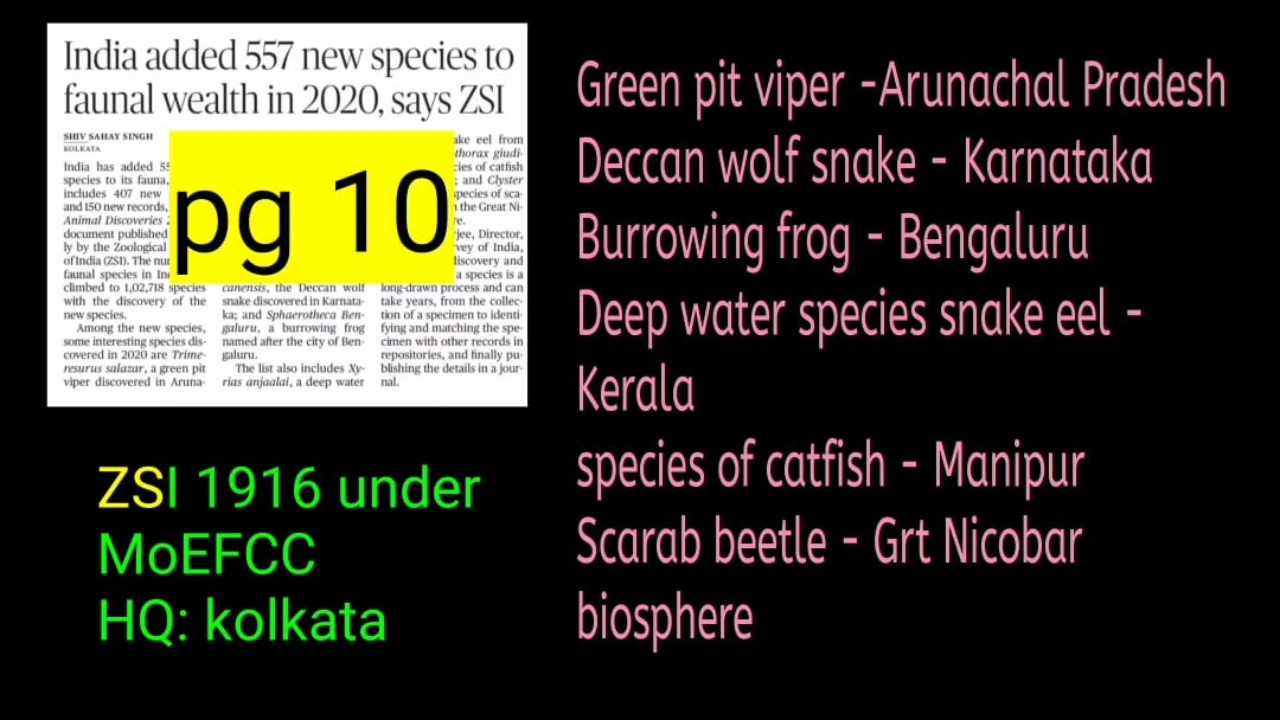 India added 557 new species to
faunal wealth in 2020, says ZSI
SHIV SAHAY SINGH
KOLKATA
India has added 55
species to its fauna,
includes 407 new
and 150 new records,
Animal Discoveries
document published
ly by the Zoological
of India (ZSI). The
faunal species in
climbed to 1,02,718 species
with the discovery of the
new species.
Among the new species,
some interesting species dis-
covered in 2020 are Trime-
resurus salazar, a green pit
viper discovered in Aruna-
pg 10
canensis, the Deccan wolf
snake discovered in Karnata-
ka; and Sphaerotheca Ben-
galuru, a burrowing frog
named after the city of Ben-
galuru.
The list also includes Xy-
rias anjaalai, a deep water
ake eel from
thorax giudi-
cies of catfish
; and Clyster
species of sca-
the Great Ni-
re.
jee, Director,
vey of India,
discovery and
a species is a
long-drawn process and can
take years, from the collec-
tion of a specimen to identi-
fying and matching the spe-
cimen with other records in
repositories, and finally pu-
blishing the details in a jour-
nal.
ZSI 1916 under
MoEFCC
HQ: kolkata
Green pit viper -Arunachal Pradesh
Deccan wolf snake - Karnataka
Burrowing frog - Bengaluru
Deep water species snake eel -
Kerala
species of catfish - Manipur
Scarab beetle - Grt Nicobar
biosphere